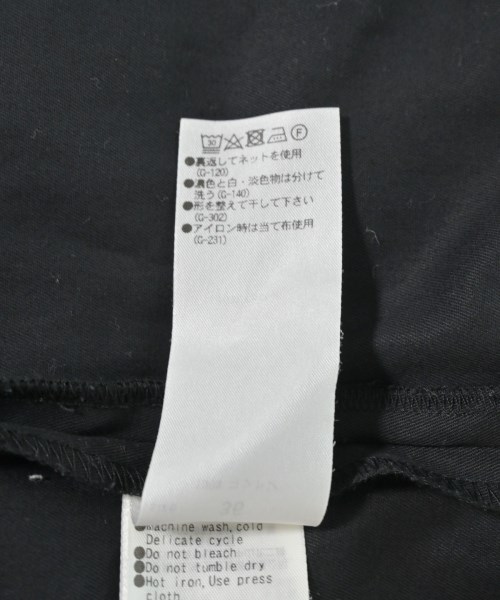 30 F
●裏返してネットを使用
(G-120)
●濃色と白・淡色物は分けて
洗う(G-140)
●形を整えて干して下さい
(G-302)
●アイロン時は当て布使用
(G-231)
●Machine wash, cold
Delicate cycle
●Do not bleach
●Do not tumble dry
●Hot iron, Use press
cloth